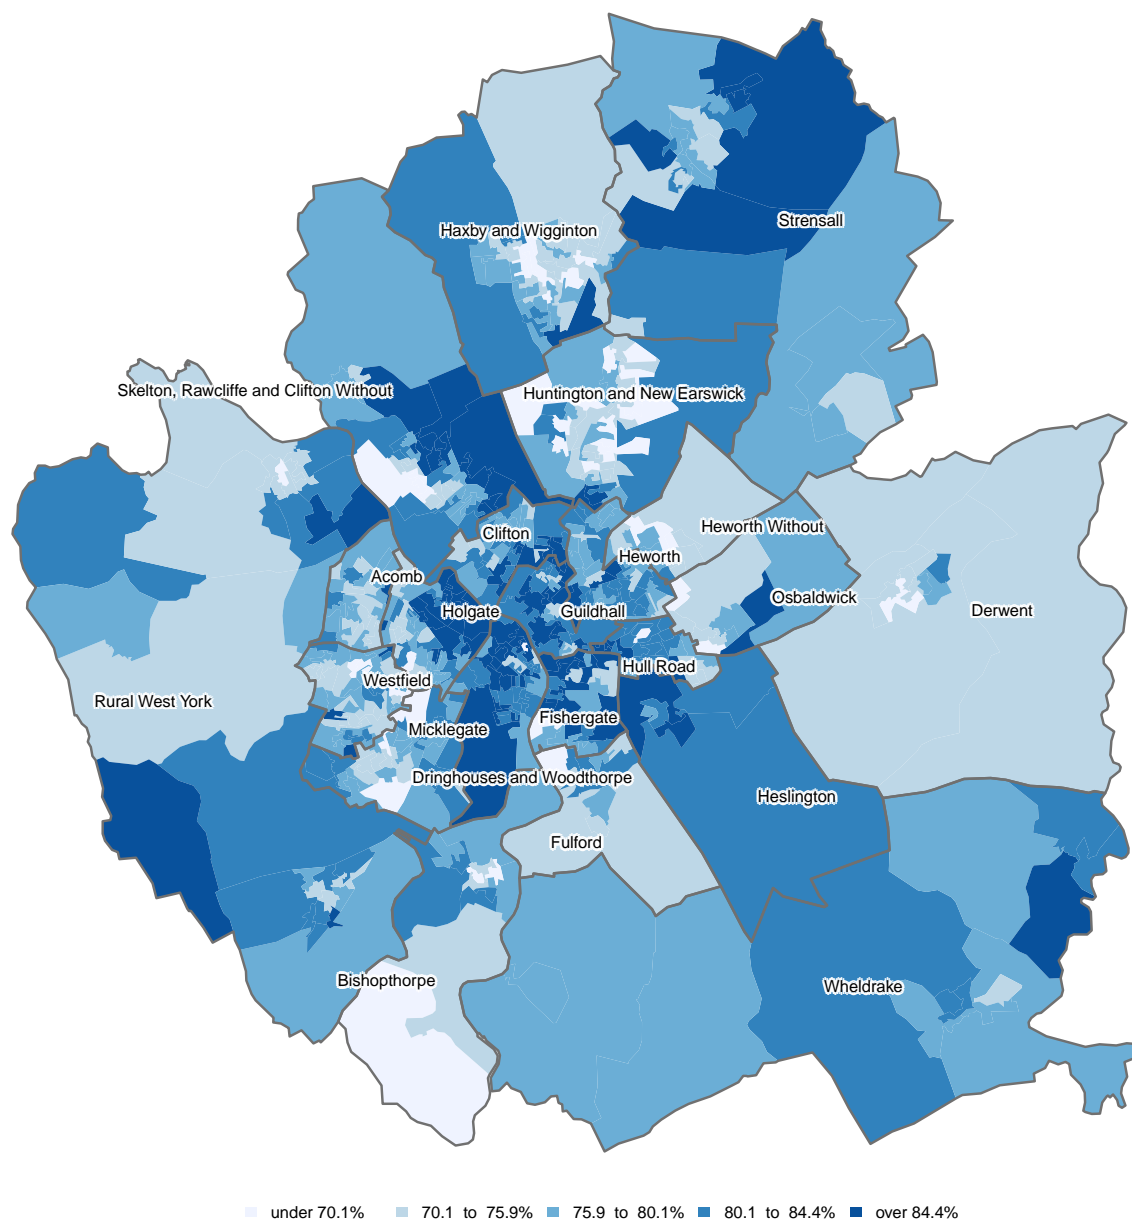 Strensall
Haxby and Wigginton
Skelton, Rawcliffe and Clifton Without
Huntington and New Earswick
Heworth Without
Clifton
Heworth
Acomb
Osbaldwick
Holgate
Guildhall
Derwent
Hull Road
Westfield
Rural West York
Fishergate
Micklegate
Dringhouses and Woodthorpe
Heslington
Fulford
Bishopthorpe
Wheldrake
under 70.1% 70.1 to 75.9% 75.9 to 80.1% 80.1 to 84.4% over 84.4%